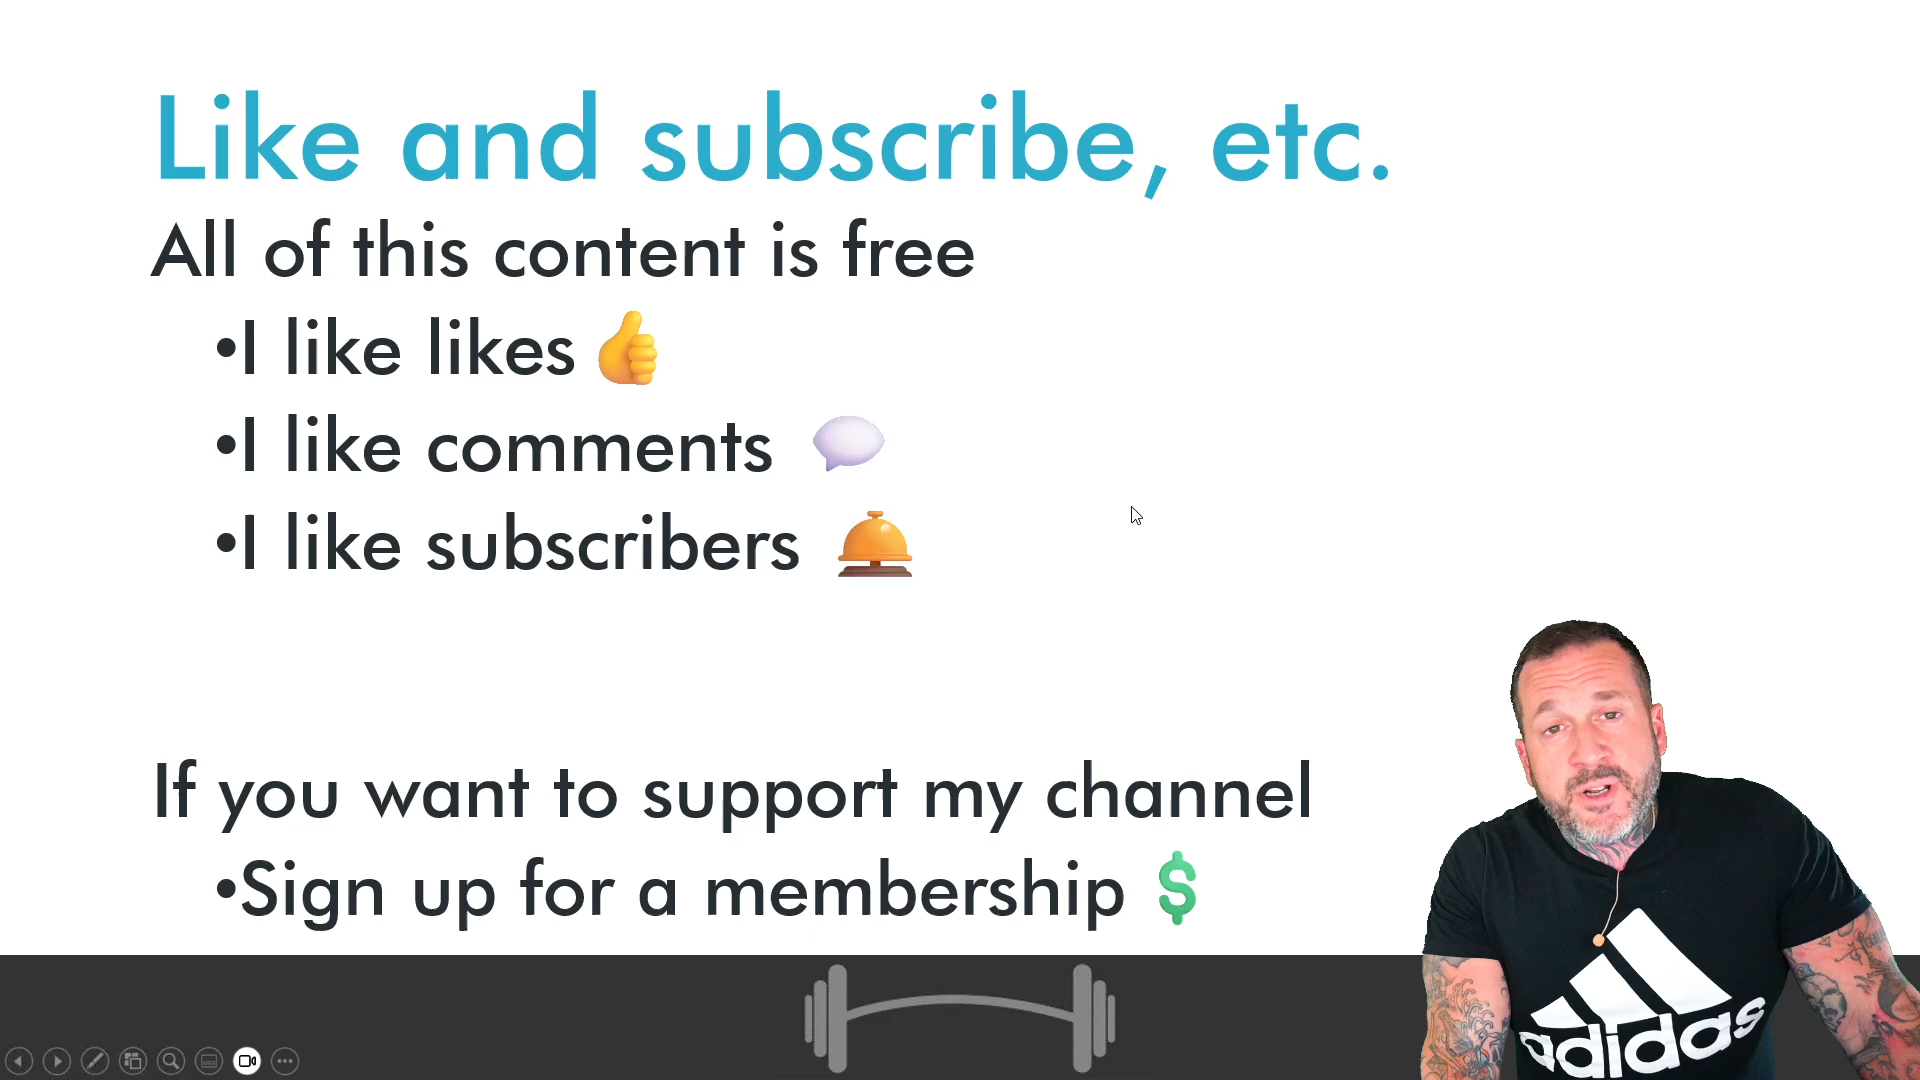 Like and subscribe, etc.
All of this content is free
•I like likes 👍
•I like comments 💬
•I like subscribers 🛎️
If you want to support my channel
•Sign up for a membership 💲
adidas